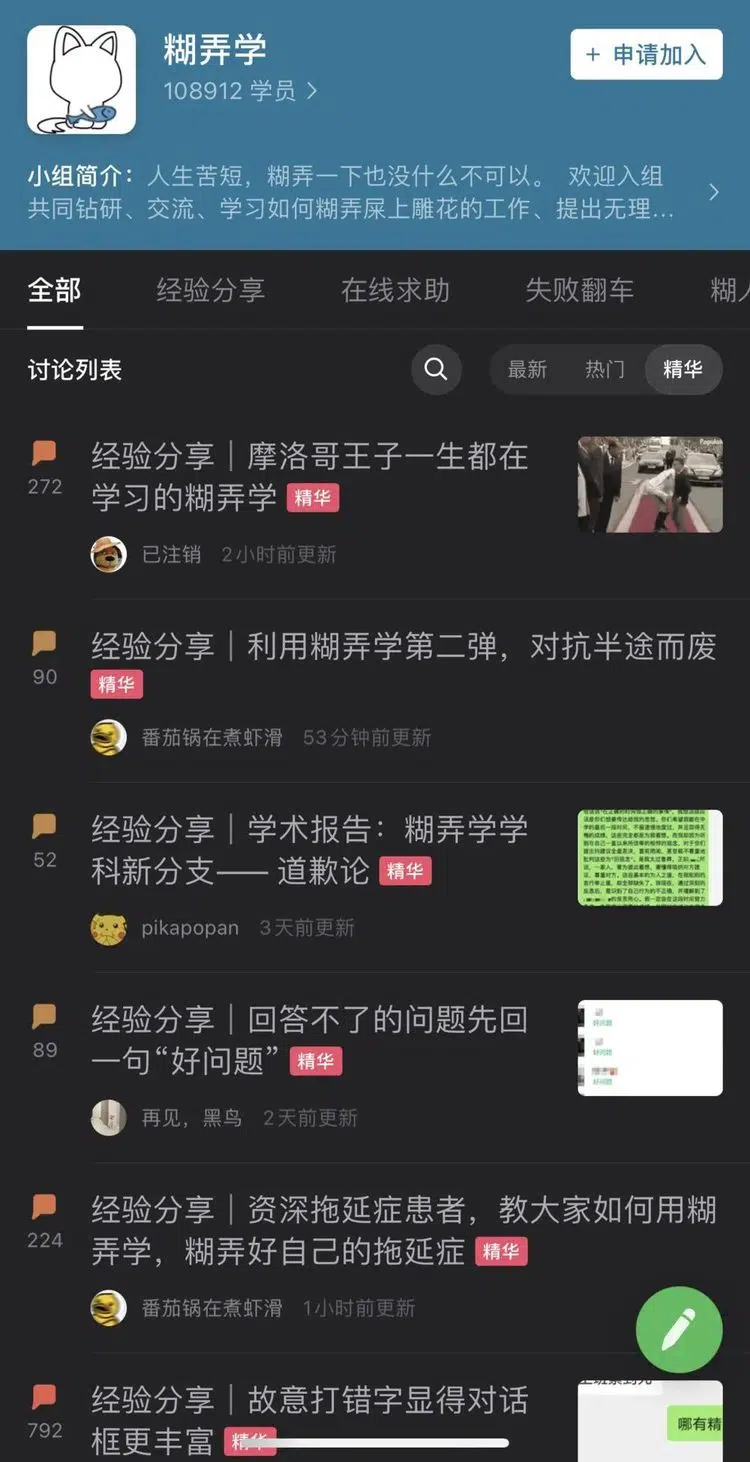 糊弄学
108912 学员 >
+ 申请加入
小组简介：人生苦短，糊弄一下也没什么不可以。 欢迎入组
共同钻研、交流、学习如何糊弄屎上雕花的工作、提出无理...
全部 经验分享 在线求助 失败翻车 糊人
讨论列表
最新 热门 精华
272
经验分享｜摩洛哥王子一生都在
学习的糊弄学 精华
已注销 2小时前更新
90
经验分享｜利用糊弄学第二弹，对抗半途而废
精华
番茄锅在煮虾滑 53分钟前更新
52
经验分享｜学术报告：糊弄学学
科新分支—— 道歉论 精华
pikapopan 3天前更新
89
经验分享｜回答不了的问题先回
一句“好问题” 精华
好问题
好问题
好问题
再见，黑鸟 2天前更新
224
经验分享｜资深拖延症患者，教大家如何用糊
弄学，糊弄好自己的拖延症 精华
番茄锅在煮虾滑 1小时前更新
792
经验分享｜故意打错字显得对话
框更丰富 精华
哪有精